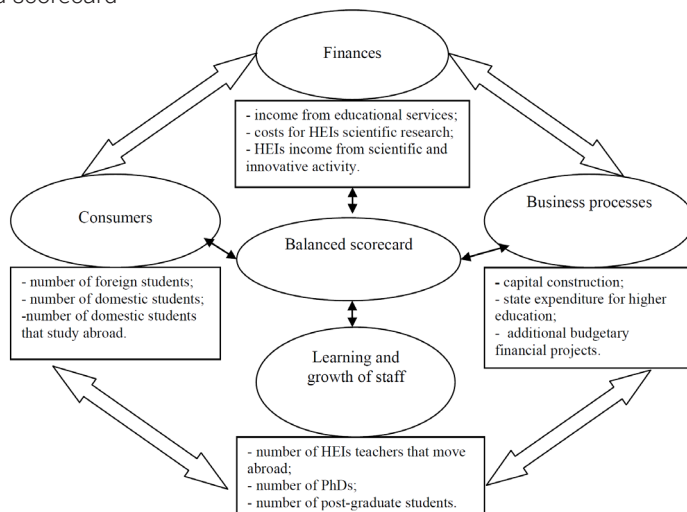 d scorecard
Finances
- income from educational services;
- costs for HEIs scientific research;
- HEIs income from scientific and
innovative activity.
Consumers
Business processes
Balanced scorecard
- number of foreign students;
- number of domestic students;
-number of domestic students
that study abroad.
- capital construction;
- state expenditure for higher
education;
- additional budgetary
financial projects.
Learning and
growth of staff
- number of HEIs teachers that move
abroad;
- number of PhDs;
- number of post-graduate students.